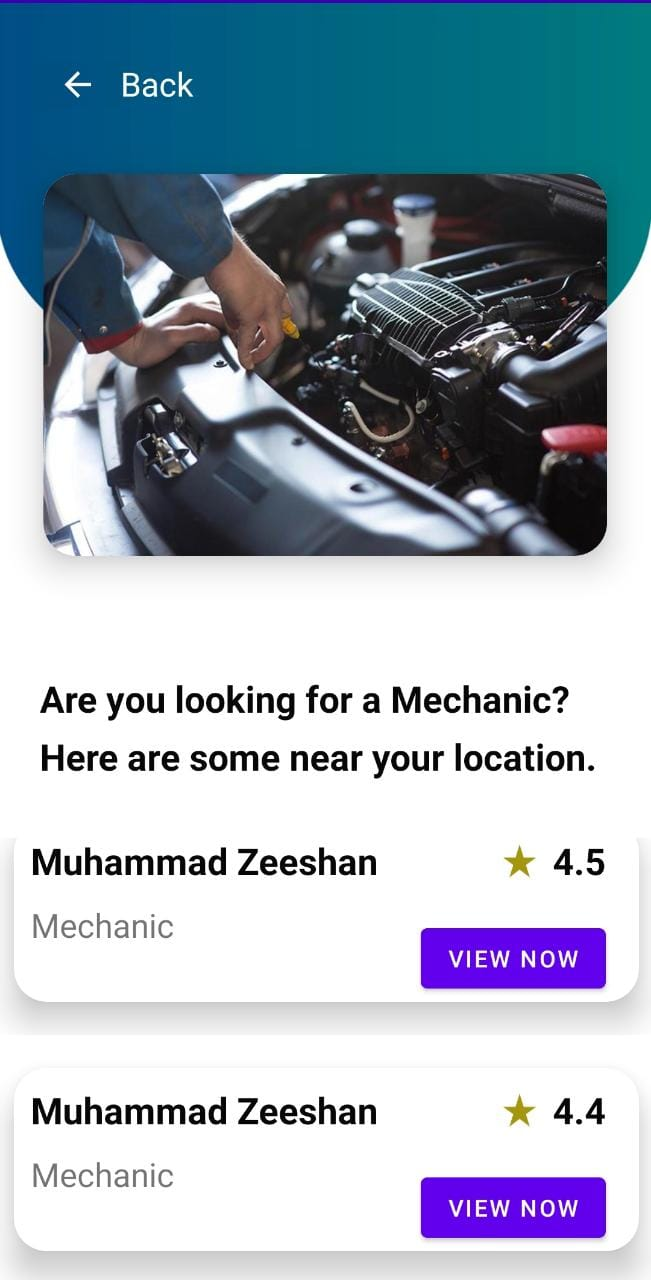 Back
Are you looking for a Mechanic?
Here are some near your location.
Muhammad Zeeshan
4.5
Mechanic
VIEW NOW
Muhammad Zeeshan
4.4
Mechanic
VIEW NOW